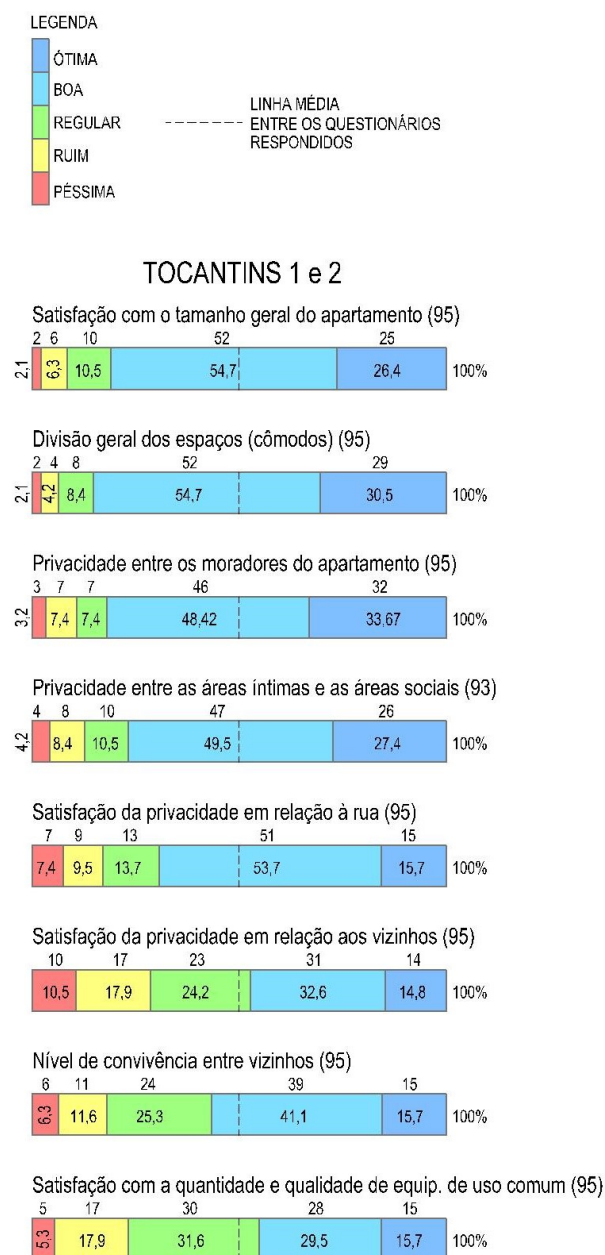 LEGENDA
ÓTIMA
BOA
REGULAR
RUIM
PÉSSIMA
LINHA MÉDIA
ENTRE OS QUESTIONÁRIOS
RESPONDIDOS
TOCANTINS 1 e 2
Satisfação com o tamanho geral do apartamento (95)
2 6 10 52 25
2,1 6,3 10,5 54,7 26,4 100%
Divisão geral dos espaços (cômodos) (95)
2 4 8 52 29
2,1 4,2 8,4 54,7 30,5 100%
Privacidade entre os moradores do apartamento (95)
3 7 7 46 32
3,2 7,4 7,4 48,42 33,67 100%
Privacidade entre as áreas íntimas e as áreas sociais (93)
4 8 10 47 26
4,2 8,4 10,5 49,5 27,4 100%
Satisfação da privacidade em relação à rua (95)
7 9 13 51 15
7,4 9,5 13,7 53,7 15,7 100%
Satisfação da privacidade em relação aos vizinhos (95)
10 17 23 31 14
10,5 17,9 24,2 32,6 14,8 100%
Nível de convivência entre vizinhos (95)
6 11 24 39 15
6,3 11,6 25,3 41,1 15,7 100%
Satisfação com a quantidade e qualidade de equip. de uso comum (95)
5 17 30 28 15
5,3 17,9 31,6 29,5 15,7 100%